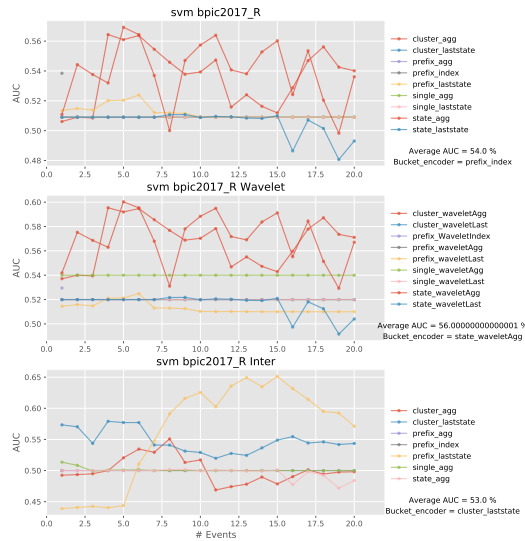 svm bpic2017_R
AUC
0.56
0.54
0.52
0.50
0.48
0.0
2.5
5.0
7.5
10.0
12.5
15.0
17.5
20.0
cluster_agg
cluster_laststate
prefix_agg
prefix_index
prefix_laststate
single_agg
single_laststate
state_agg
state_laststate
Average AUC = 54.0 %
Bucket_encoder = prefix_index
svm bpic2017_R Wavelet
AUC
0.60
0.58
0.56
0.54
0.52
0.50
0.0
2.5
5.0
7.5
10.0
12.5
15.0
17.5
20.0
cluster_waveletAgg
cluster_waveletLast
prefix_WaveletIndex
prefix_waveletAgg
prefix_waveletLast
single_waveletAgg
single_waveletLast
state_waveletAgg
state_waveletLast
Average AUC = 56.00000000000001 %
Bucket_encoder = state_waveletAgg
svm bpic2017_R Inter
AUC
0.65
0.60
0.55
0.50
0.45
0.0
2.5
5.0
7.5
10.0
12.5
15.0
17.5
20.0
# Events
cluster_agg
cluster_laststate
prefix_agg
prefix_index
prefix_laststate
single_agg
state_agg
Average AUC = 53.0 %
Bucket_encoder = cluster_laststate